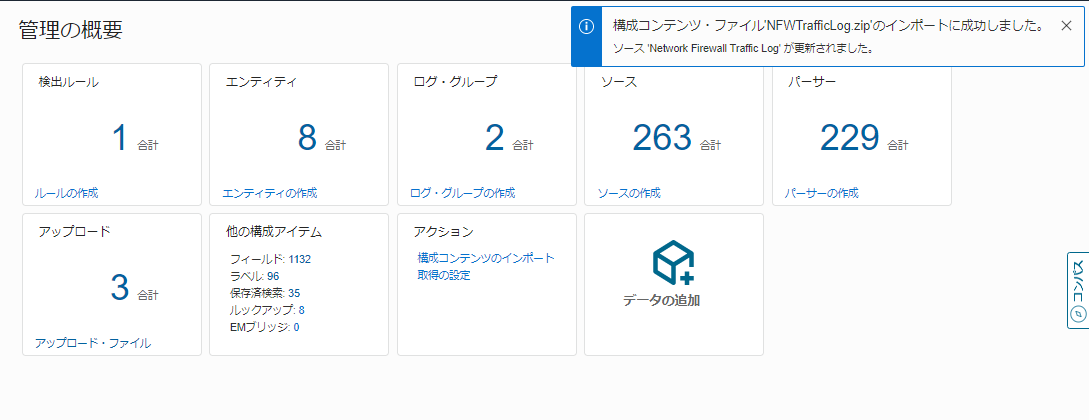 管理の概要
構成コンテンツ・ファイル'NFWTrafficLog.zip'のインポートに成功しました。
ソース 'Network Firewall Traffic Log' が更新されました。
検出ルール
1 合計
ルールの作成
エンティティ
8 合計
エンティティの作成
ログ・グループ
2 合計
ログ・グループの作成
ソース
263 合計
ソースの作成
パーサー
229 合計
パーサーの作成
アップロード
3 合計
アップロード・ファイル
他の構成アイテム
フィールド: 1132
ラベル: 96
保存済検索: 35
ルックアップ: 8
EMブリッジ: 0
アクション
構成コンテンツのインポート
取得の設定
データの追加